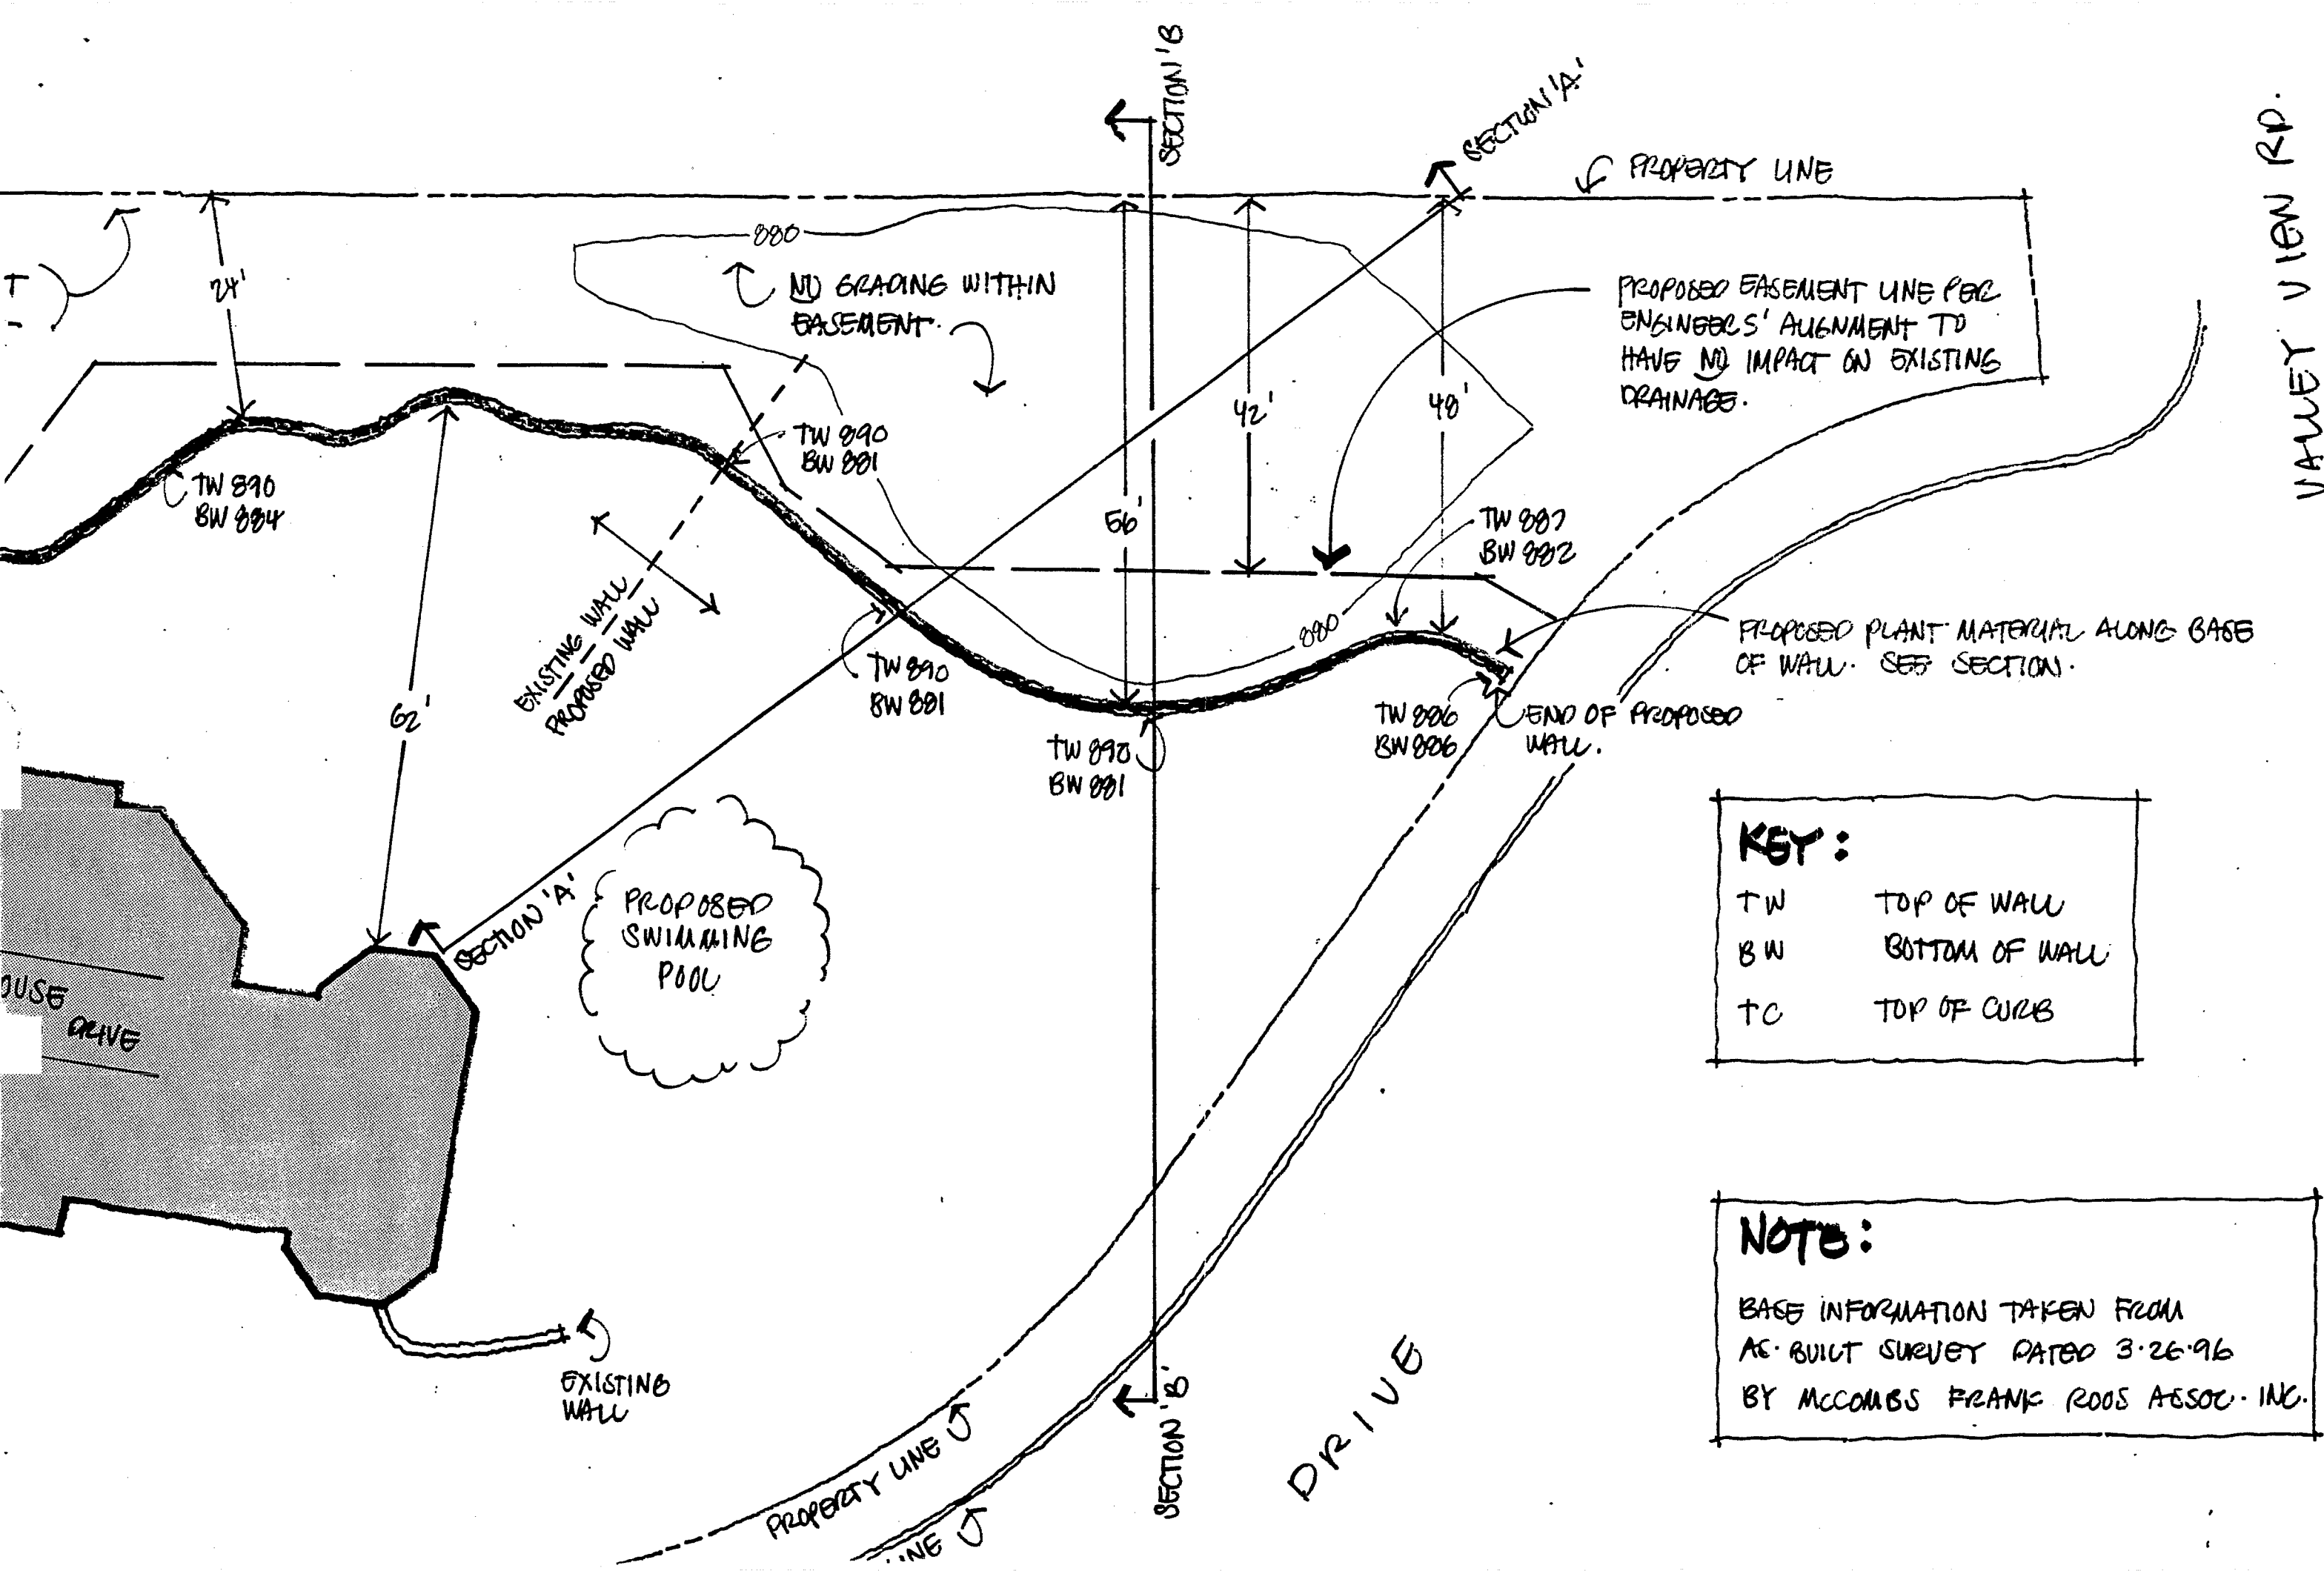 SECTION 'B'
SECTION 'A'
VALLEY VIEW RD.
PROPERTY LINE
T
24'
880
NO GRADING WITHIN
EASEMENT.
PROPOSED EASEMENT LINE PER
ENGINEERS' ALIGNMENT TO
HAVE NO IMPACT ON EXISTING
DRAINAGE.
42'
48'
TW 890
BW 881
TW 890
BW 884
56'
TW 887
BW 882
EXISTING WALL
PROPOSED WALL
880
PROPOSED PLANT MATERIAL ALONG BASE
OF WALL. SEE SECTION.
TW 890
BW 881
62'
TW 886
BW 886
END OF PROPOSED
WALL.
TW 890
BW 881
KEY:
TW TOP OF WALL
BW BOTTOM OF WALL
TC TOP OF CURB
SECTION 'A'
PROPOSED
SWIMMING
POOL
OUSE
DRIVE
NOTE:
BASE INFORMATION TAKEN FROM
AS-BUILT SURVEY DATED 3.26.96
BY MCCOMBS FRANK ROOS ASSOC. INC.
EXISTING
WALL
DRIVE
SECTION 'B'
PROPERTY LINE
LINE